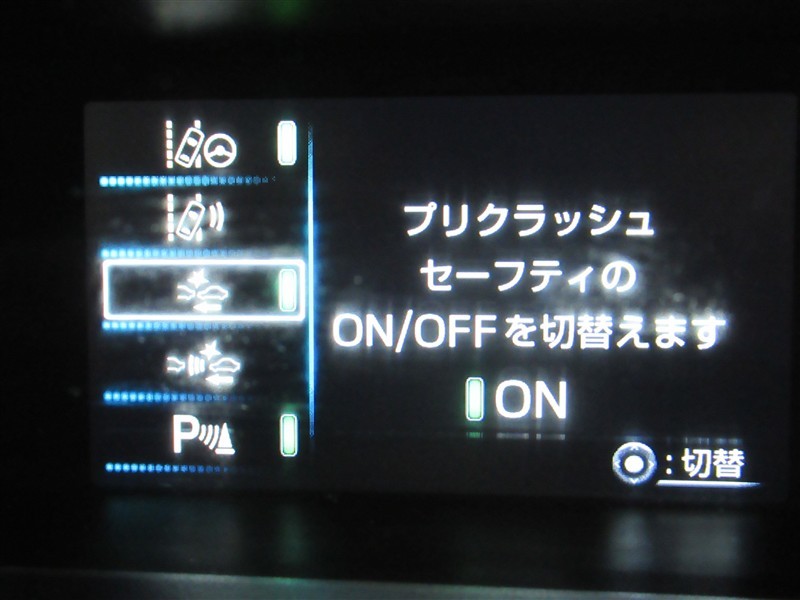 プリクラッシュ
セーフティの
ON/OFFを切替えます
ON
P
:切替